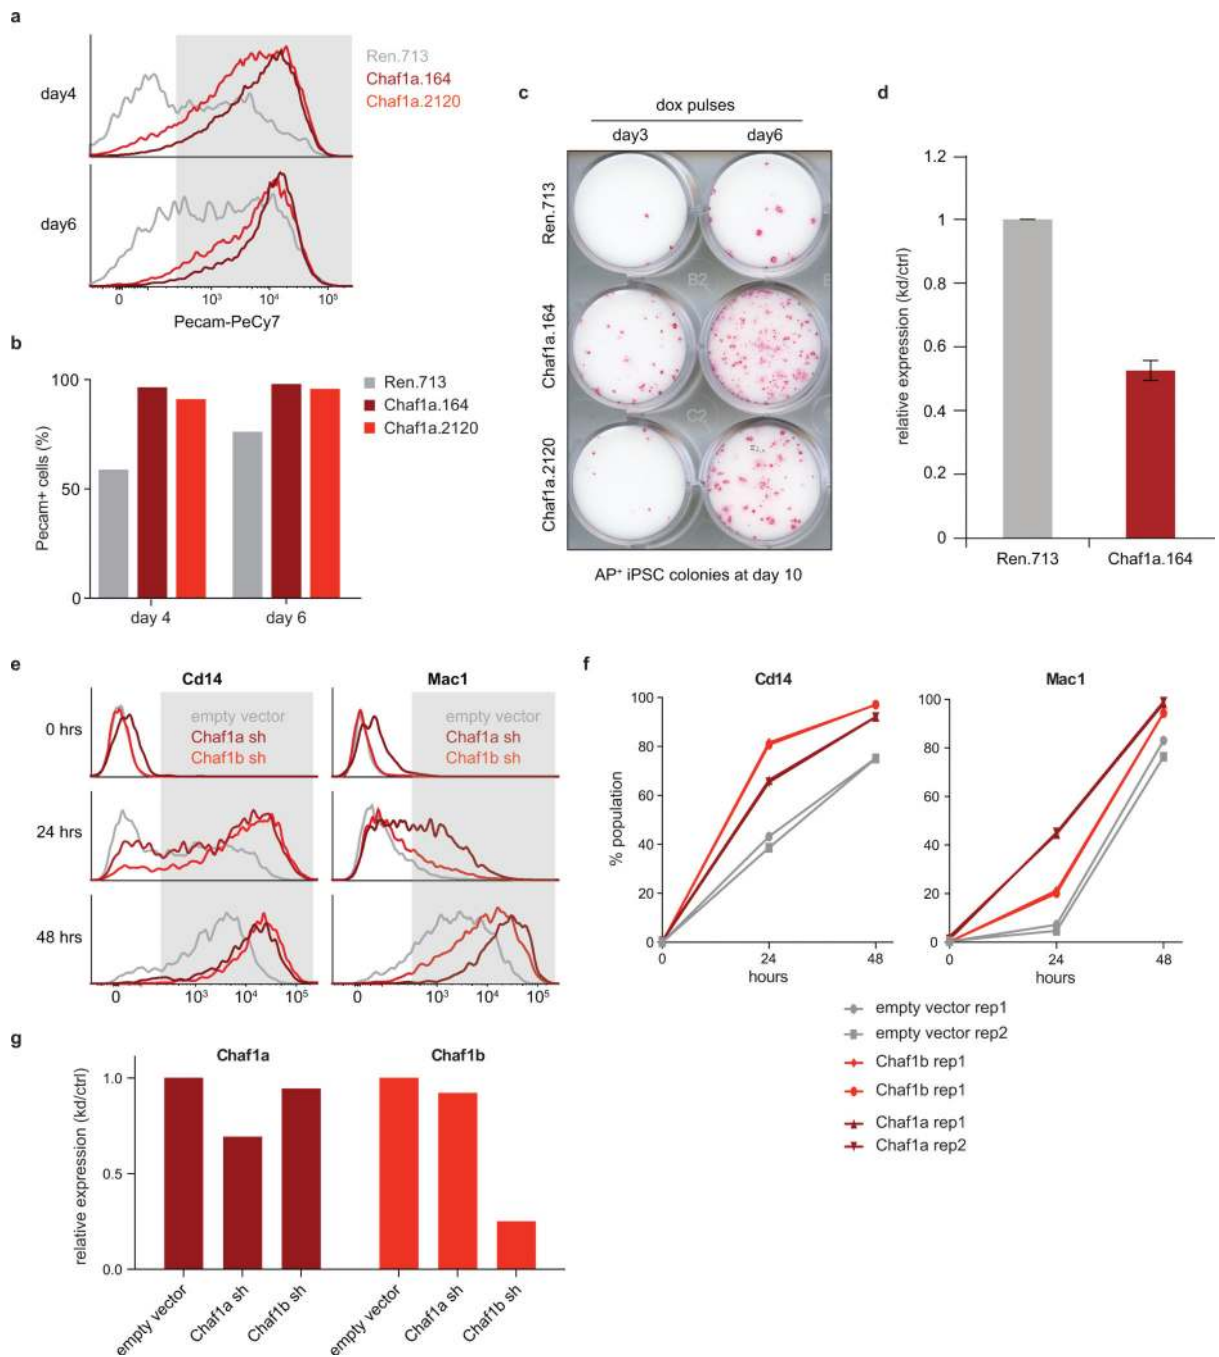 a
Ren.713
Chaf1a.164
Chaf1a.2120
day4
day6
0 10³ 10⁴ 10⁵
Pecam-PeCy7
b
100
50
0
Pecam+ cells (%)
day 4 day 6
Ren.713
Chaf1a.164
Chaf1a.2120
c
dox pulses
day3 day6
Ren.713
Chaf1a.164
Chaf1a.2120
B2
C2
AP⁺ iPSC colonies at day 10
d
relative expression (kd/ctrl)
1.2
1
0.8
0.6
0.4
0.2
0
Ren.713 Chaf1a.164
e
Cd14 Mac1
0 hrs
empty vector
Chaf1a sh
Chaf1b sh
empty vector
Chaf1a sh
Chaf1b sh
24 hrs
48 hrs
0 10³ 10⁴ 10⁵
0 10³ 10⁴ 10⁵
f
Cd14
% population
100
80
60
40
20
0
0 24 48
hours
Mac1
100
80
60
40
20
0
0 24 48
hours
empty vector rep1
empty vector rep2
Chaf1b rep1
Chaf1b rep1
Chaf1a rep1
Chaf1a rep2
g
Chaf1a Chaf1b
relative expression (kd/ctrl)
1.0
0.5
0.0
empty vector
Chaf1a sh
Chaf1b sh
empty vector
Chaf1a sh
Chaf1b sh